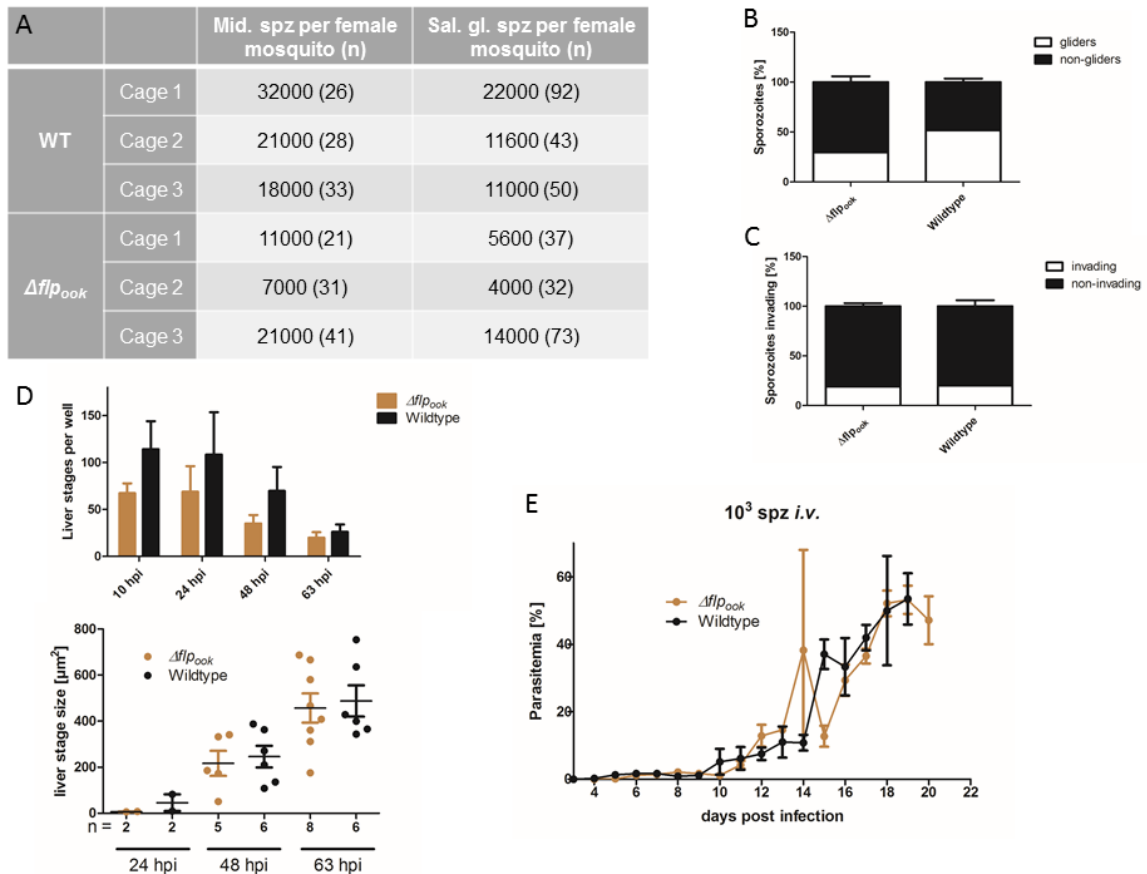 A
Mid. spz per female mosquito (n)
Sal. gl. spz per female mosquito (n)
WT
Cage 1 32000 (26) 22000 (92)
Cage 2 21000 (28) 11600 (43)
Cage 3 18000 (33) 11000 (50)
Δflpook
Cage 1 11000 (21) 5600 (37)
Cage 2 7000 (31) 4000 (32)
Cage 3 21000 (41) 14000 (73)
B
Sporozoites [%]
150
100
50
0
gliders
non-gliders
Δflpook
Wildtype
C
Sporozoites invading [%]
150
100
50
0
invading
non-invading
Δflpook
Wildtype
D
Liver stages per well
150
100
50
0
Δflpook
Wildtype
10 hpi
24 hpi
48 hpi
63 hpi
liver stage size [µm²]
800
600
400
200
0
Δflpook
Wildtype
n = 2 2 5 6 8 6
24 hpi 48 hpi 63 hpi
E
10³ spz i.v.
Parasitemia [%]
60
40
20
0
Δflpook
Wildtype
4 6 8 10 12 14 16 18 20 22
days post infection